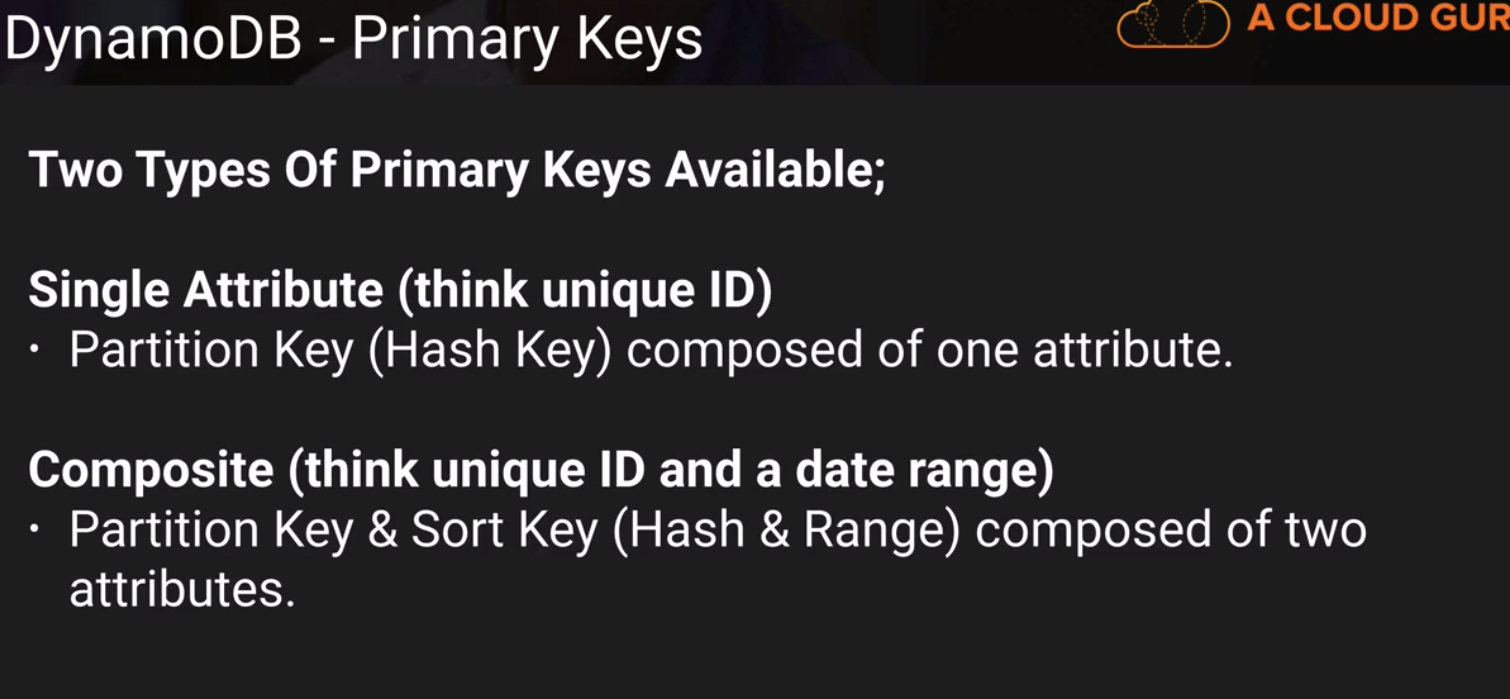 DynamoDB - Primary Keys
A CLOUD GUR
Two Types Of Primary Keys Available;
Single Attribute (think unique ID)
· Partition Key (Hash Key) composed of one attribute.
Composite (think unique ID and a date range)
· Partition Key & Sort Key (Hash & Range) composed of two
attributes.